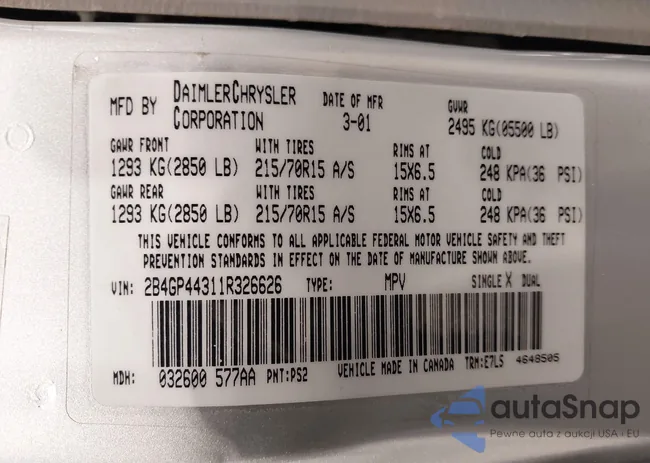 MFD BY DAIMLERCHRYSLER CORPORATION DATE OF MFR 3-01 GVWR 2495 KG(05500 LB)
GAWR FRONT WITH TIRES RIMS AT COLD
1293 KG(2850 LB) 215/70R15 A/S 15X6.5 248 KPA(36 PSI)
GAWR REAR WITH TIRES RIMS AT COLD
1293 KG(2850 LB) 215/70R15 A/S 15X6.5 248 KPA(36 PSI)
THIS VEHICLE CONFORMS TO ALL APPLICABLE FEDERAL MOTOR VEHICLE SAFETY AND THEFT
PREVENTION STANDARDS IN EFFECT ON THE DATE OF MANUFACTURE SHOWN ABOVE.
VIN: 2B4GP44311R326626 TYPE: MPV SINGLE X DUAL
MDH: 032600 577AA PNT:PS2 VEHICLE MADE IN CANADA TRM:E7LS 4648505
autaSnap
Pewne auta z aukcji USA i EU